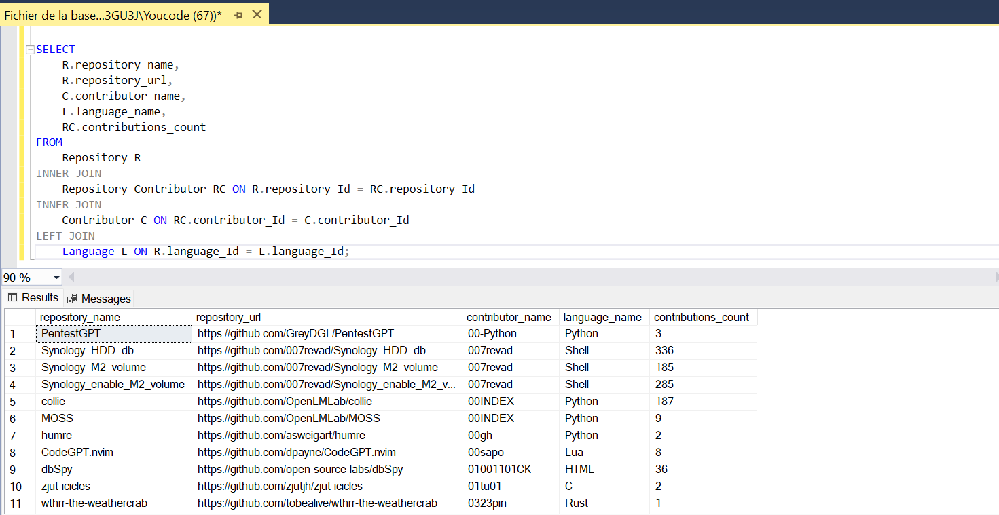 Fichier de la base...3GU3J\Youcode (67))*
SELECT
R.repository_name,
R.repository_url,
C.contributor_name,
L.language_name,
RC.contributions_count
FROM
Repository R
INNER JOIN
Repository_Contributor RC ON R.repository_Id = RC.repository_Id
INNER JOIN
Contributor C ON RC.contributor_Id = C.contributor_Id
LEFT JOIN
Language L ON R.language_Id = L.language_Id;
90 %
Results Messages
repository_name repository_url contributor_name language_name contributions_count
1 PentestGPT https://github.com/GreyDGL/PentestGPT 00-Python Python 3
2 Synology_HDD_db https://github.com/007revad/Synology_HDD_db 007revad Shell 336
3 Synology_M2_volume https://github.com/007revad/Synology_M2_volume 007revad Shell 185
4 Synology_enable_M2_volume https://github.com/007revad/Synology_enable_M2_v... 007revad Shell 285
5 collie https://github.com/OpenLMLab/collie 00INDEX Python 187
6 MOSS https://github.com/OpenLMLab/MOSS 00INDEX Python 9
7 humre https://github.com/asweigart/humre 00gh Python 2
8 CodeGPT.nvim https://github.com/dpayne/CodeGPT.nvim 00sapo Lua 8
9 dbSpy https://github.com/open-source-labs/dbSpy 01001101CK HTML 36
10 zjut-icicles https://github.com/zjutjh/zjut-icicles 01tu01 C 2
11 wthrr-the-weathercrab https://github.com/tobealive/wthrr-the-weathercrab 0323pin Rust 1